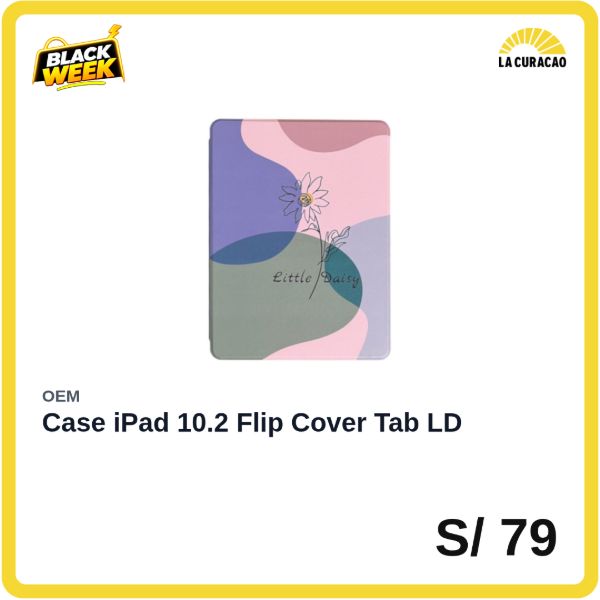 BLACK
WEEK
LA CURACAO
Little Daisy
OEM
Case iPad 10.2 Flip Cover Tab LD
S/ 79